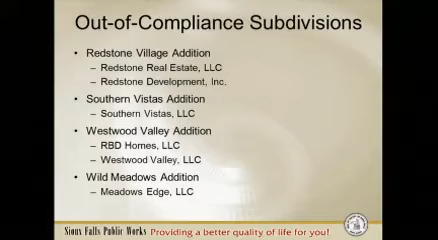 Out-of-Compliance Subdivisions
• Redstone Village Addition
– Redstone Real Estate, LLC
– Redstone Development, Inc.
• Southern Vistas Addition
– Southern Vistas, LLC
• Westwood Valley Addition
– RBD Homes, LLC
– Westwood Valley, LLC
• Wild Meadows Addition
– Meadows Edge, LLC
Sioux Falls Public Works Providing a better quality of life for you!